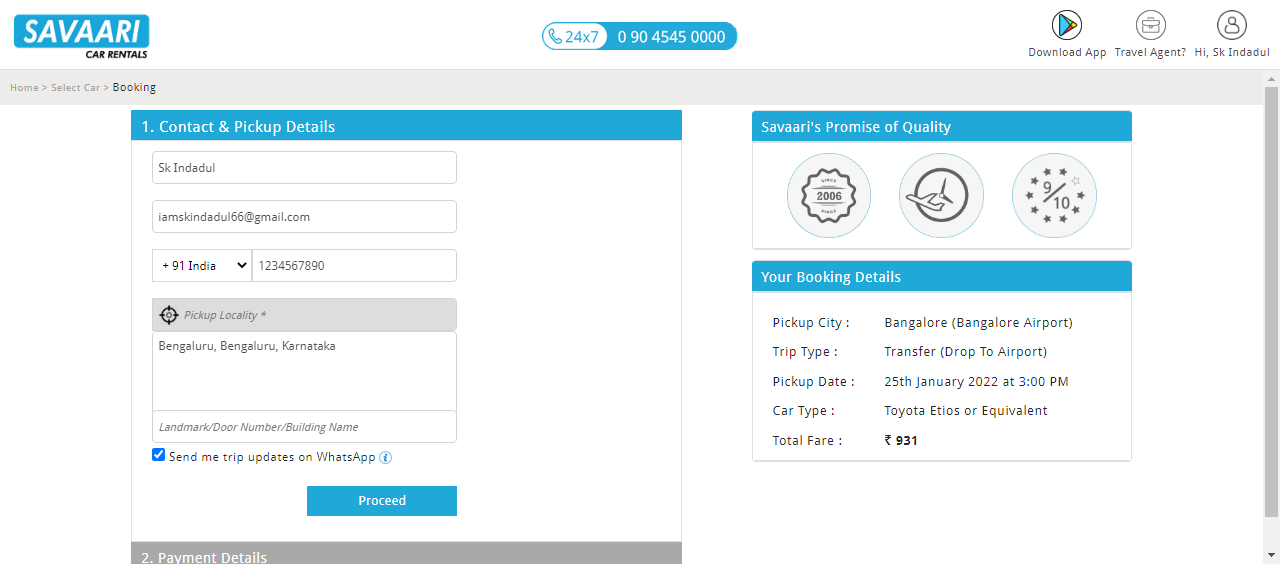 SAVAARI
CAR RENTALS
24x7 0 90 4545 0000
Download App
Travel Agent?
Hi, Sk Indadul
Home > Select Car > Booking
1. Contact & Pickup Details
Sk Indadul
iamskindadul66@gmail.com
+ 91 India 1234567890
Pickup Locality *
Bengaluru, Bengaluru, Karnataka
Landmark/Door Number/Building Name
Send me trip updates on WhatsApp i
Proceed
2. Payment Details
Savaari's Promise of Quality
SINCE
2006
SINCE
9/10
Your Booking Details
Pickup City : Bangalore (Bangalore Airport)
Trip Type : Transfer (Drop To Airport)
Pickup Date : 25th January 2022 at 3:00 PM
Car Type : Toyota Etios or Equivalent
Total Fare : ₹ 931